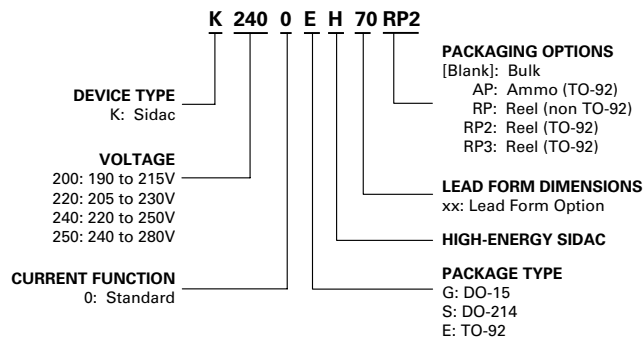 K 240 0 E H 70 RP2
DEVICE TYPE
K: Sidac
VOLTAGE
200: 190 to 215V
220: 205 to 230V
240: 220 to 250V
250: 240 to 280V
CURRENT FUNCTION
0: Standard
PACKAGING OPTIONS
[Blank]: Bulk
AP: Ammo (TO-92)
RP: Reel (non TO-92)
RP2: Reel (TO-92)
RP3: Reel (TO-92)
LEAD FORM DIMENSIONS
xx: Lead Form Option
HIGH-ENERGY SIDAC
PACKAGE TYPE
G: DO-15
S: DO-214
E: TO-92